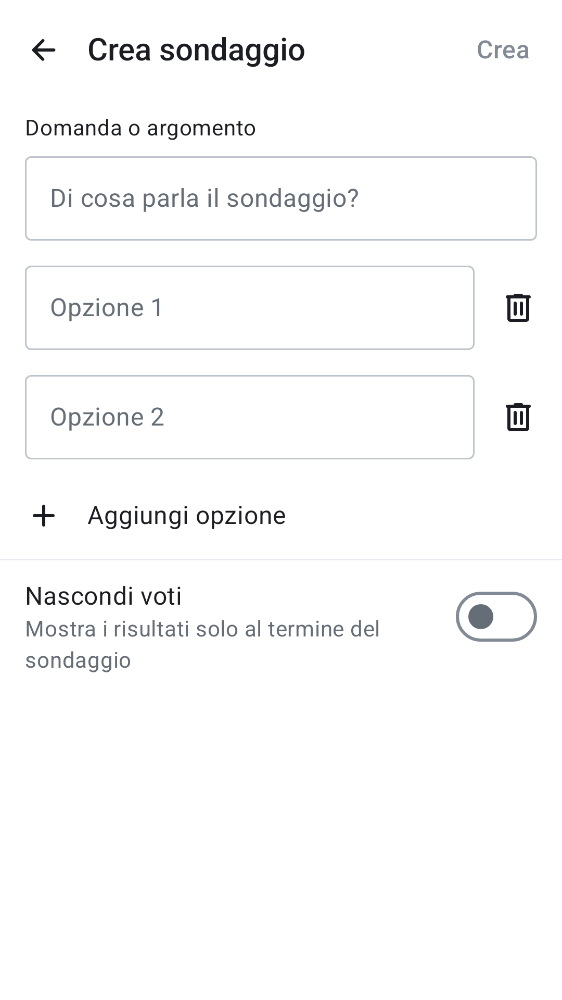 Crea sondaggio
Crea
Domanda o argomento
Di cosa parla il sondaggio?
Opzione 1
Opzione 2
Aggiungi opzione
Nascondi voti
Mostra i risultati solo al termine del
sondaggio